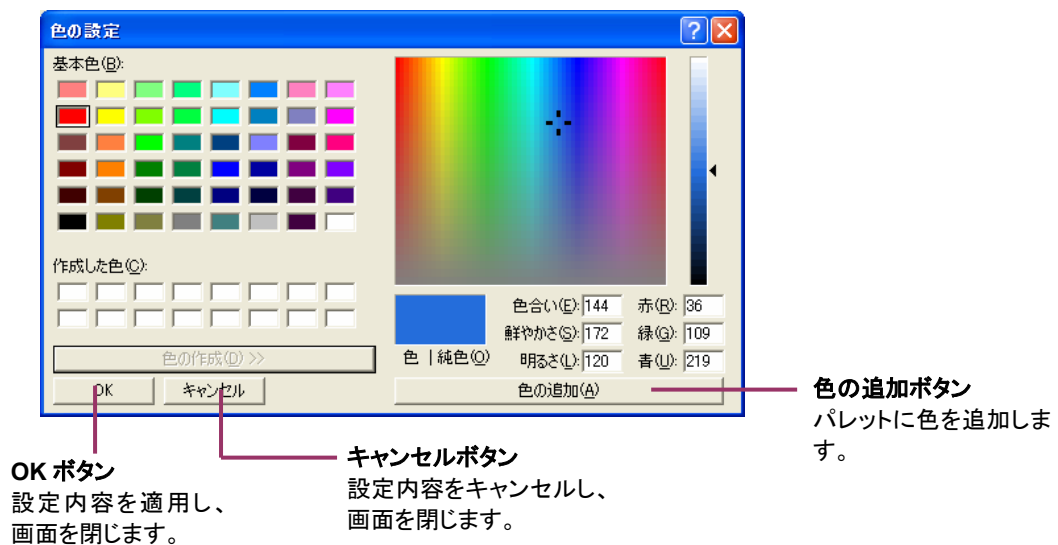 色の設定
基本色(B):
作成した色(C):
色の作成(D) >>
OK
キャンセル
色 | 純色(O)
色合い(E): 144
鮮やかさ(S): 172
明るさ(L): 120
赤(R): 36
緑(G): 109
青(U): 219
色の追加(A)
色の追加ボタン
パレットに色を追加しま
す。
キャンセルボタン
設定内容をキャンセルし、
画面を閉じます。
OK ボタン
設定内容を適用し、
画面を閉じます。